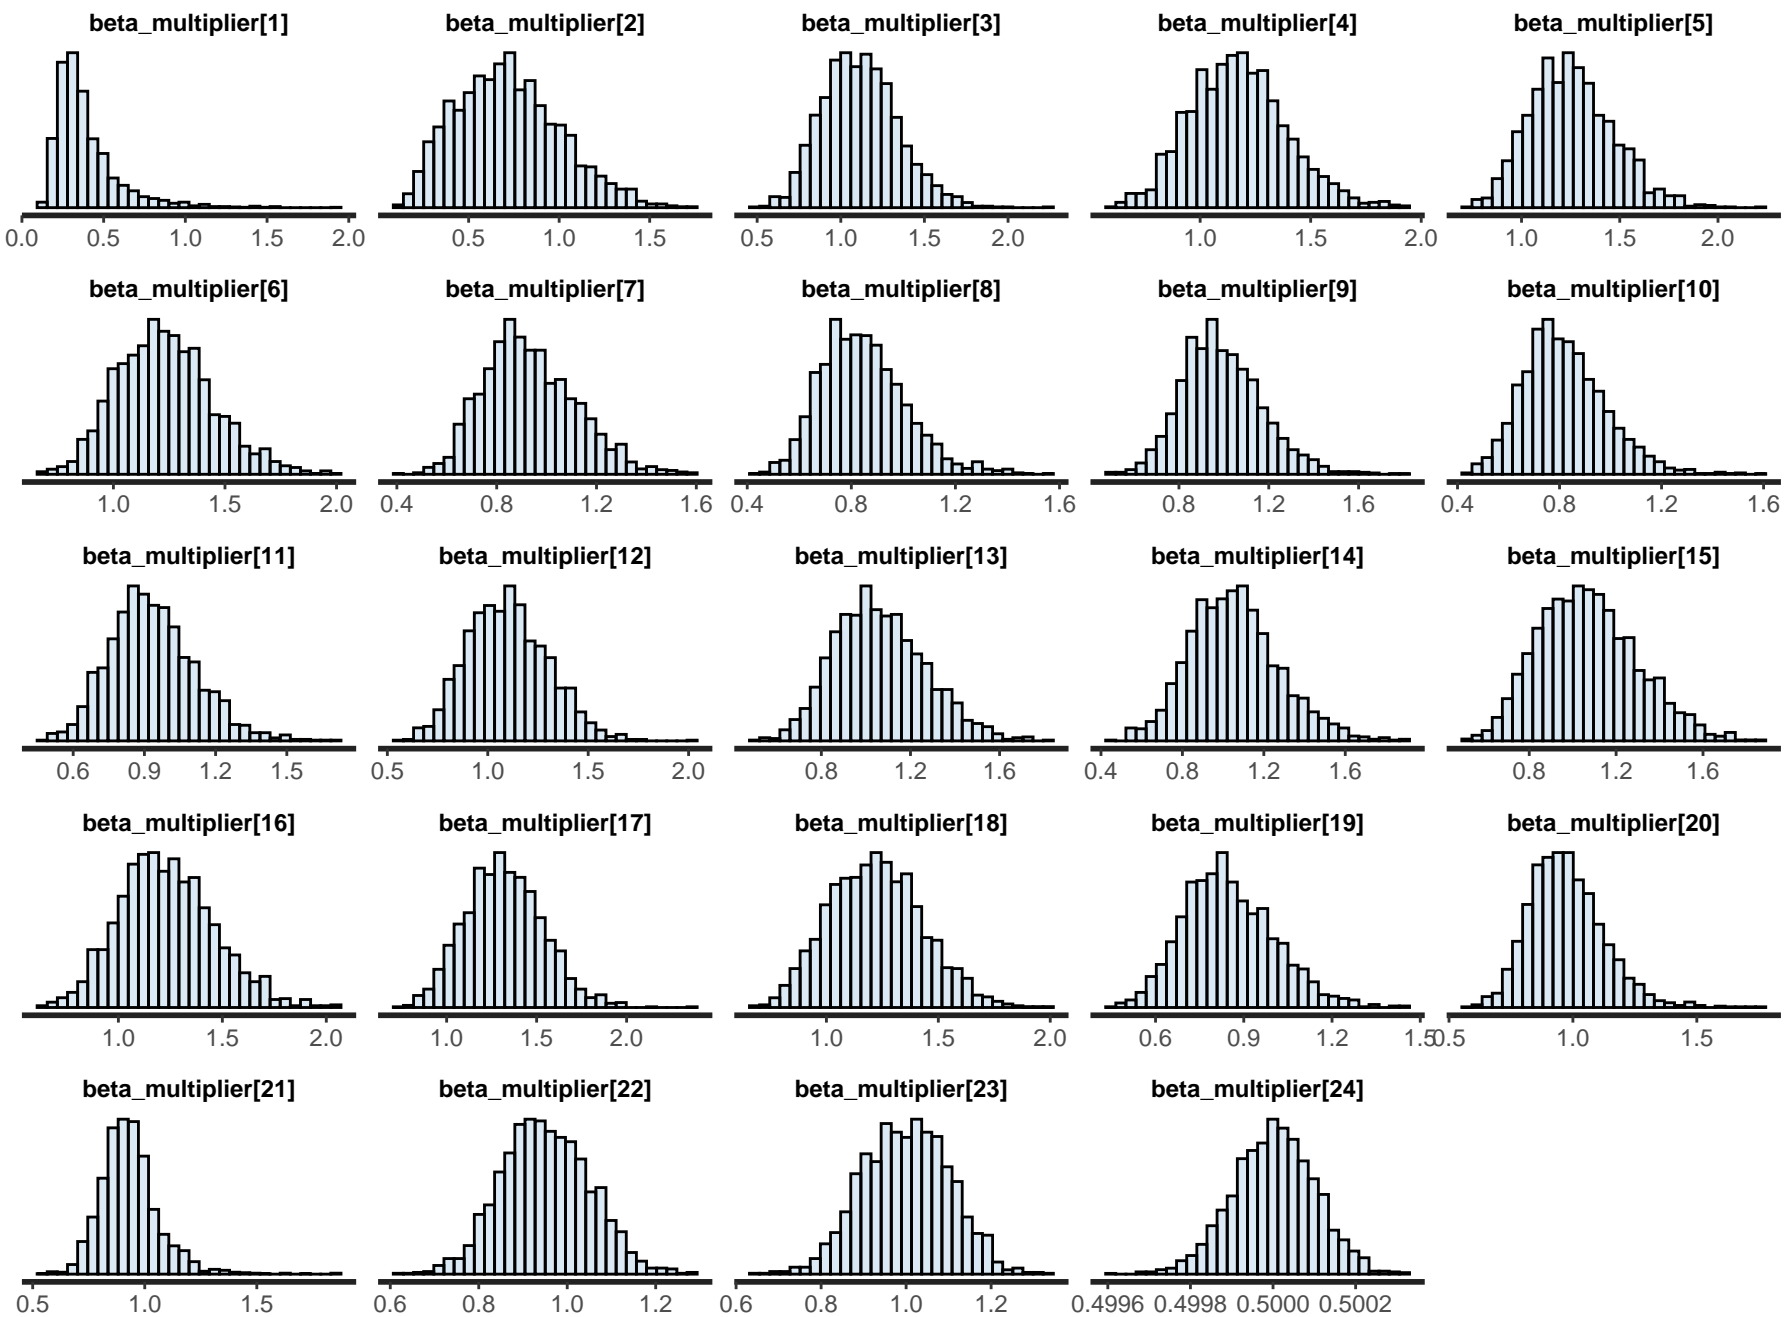 beta_multiplier[1] beta_multiplier[2] beta_multiplier[3] beta_multiplier[4] beta_multiplier[5]
0.0 0.5 1.0 1.5 2.0 0.5 1.0 1.5 0.5 1.0 1.5 2.0 1.0 1.5 2.0 1.0 1.5 2.0
beta_multiplier[6] beta_multiplier[7] beta_multiplier[8] beta_multiplier[9] beta_multiplier[10]
1.0 1.5 2.0 0.4 0.8 1.2 1.6 0.4 0.8 1.2 1.6 0.8 1.2 1.6 0.4 0.8 1.2 1.6
beta_multiplier[11] beta_multiplier[12] beta_multiplier[13] beta_multiplier[14] beta_multiplier[15]
0.6 0.9 1.2 1.5 0.5 1.0 1.5 2.0 0.8 1.2 1.6 0.4 0.8 1.2 1.6 0.8 1.2 1.6
beta_multiplier[16] beta_multiplier[17] beta_multiplier[18] beta_multiplier[19] beta_multiplier[20]
1.0 1.5 2.0 1.0 1.5 2.0 1.0 1.5 2.0 0.6 0.9 1.2 1.5 0.5 1.0 1.5
beta_multiplier[21] beta_multiplier[22] beta_multiplier[23] beta_multiplier[24]
0.5 1.0 1.5 0.6 0.8 1.0 1.2 0.6 0.8 1.0 1.2 0.4996 0.4998 0.5000 0.5002